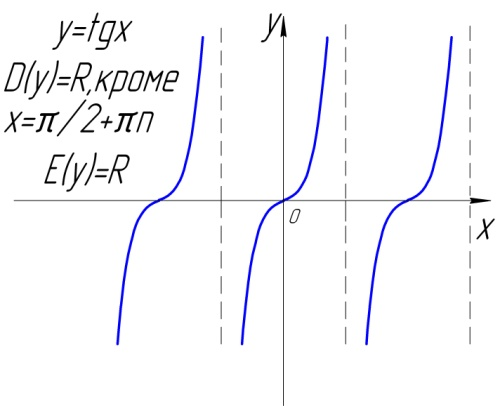 y=tgx
D(y)=R,кроме
x=π/2+πn
E(y)=R
y
0
x